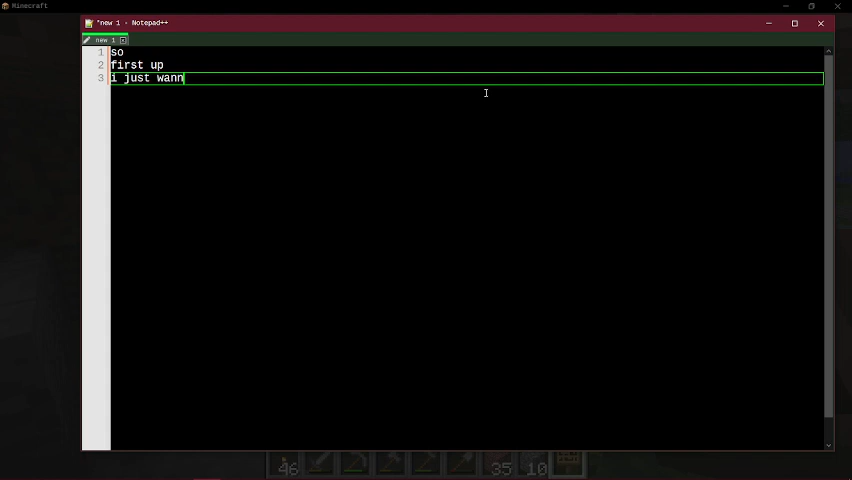 Minecraft
*new 1 - Notepad++
new 1
1 so
2 first up
3 i just wann
46 35 10